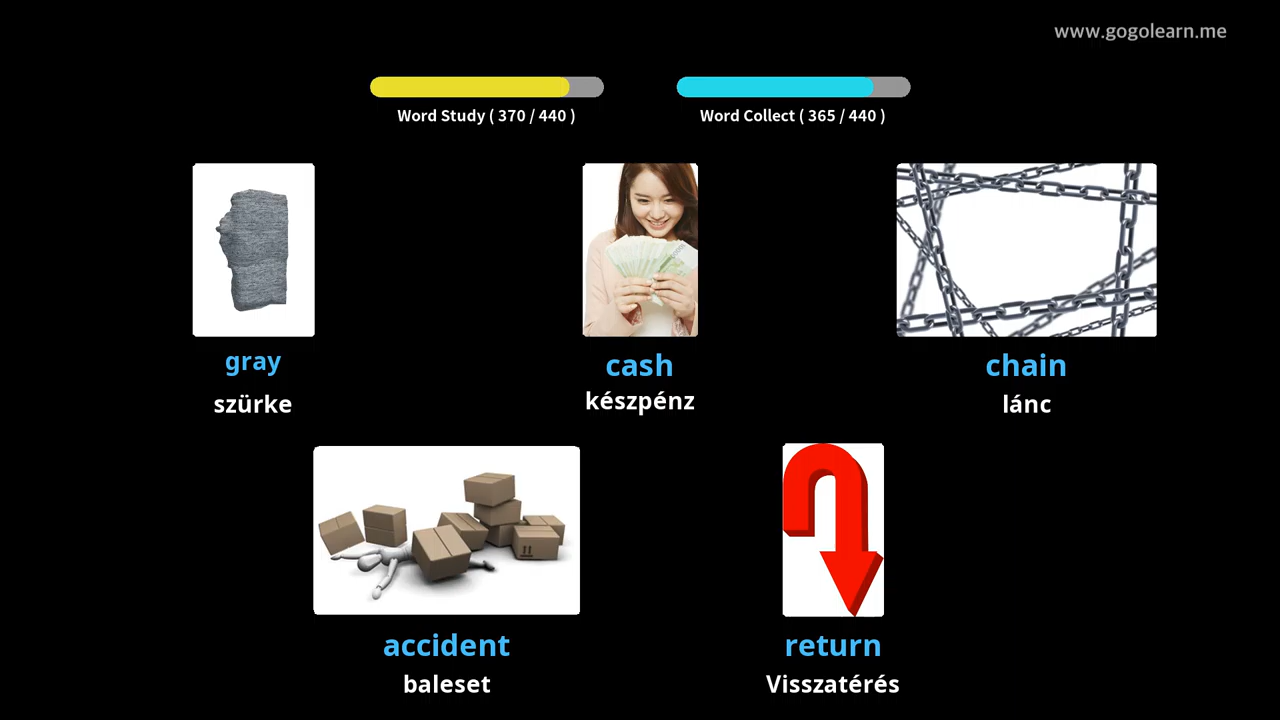 www.gogolearn.me
Word Study ( 370 / 440 )
Word Collect ( 365 / 440 )
gray
szürke
cash
készpénz
chain
lánc
accident
baleset
return
Visszatérés